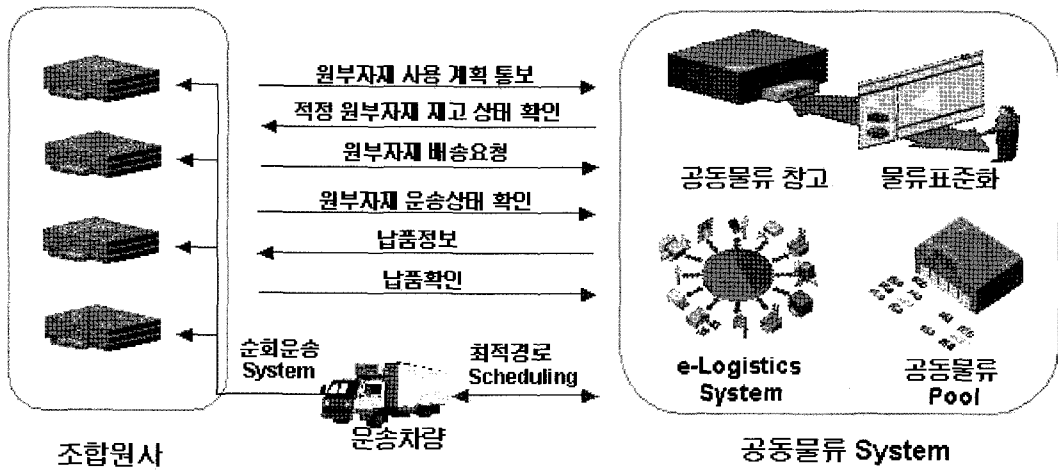 원부자재 사용 계획 통보
적정 원부자재 재고 상태 확인
원부자재 배송요청
원부자재 운송상태 확인
납품정보
납품확인
순회운송
System
최적경로
Scheduling
운송차량
조합원사
공동물류 창고
물류표준화
e-Logistics
System
공동물류
Pool
공동물류 System